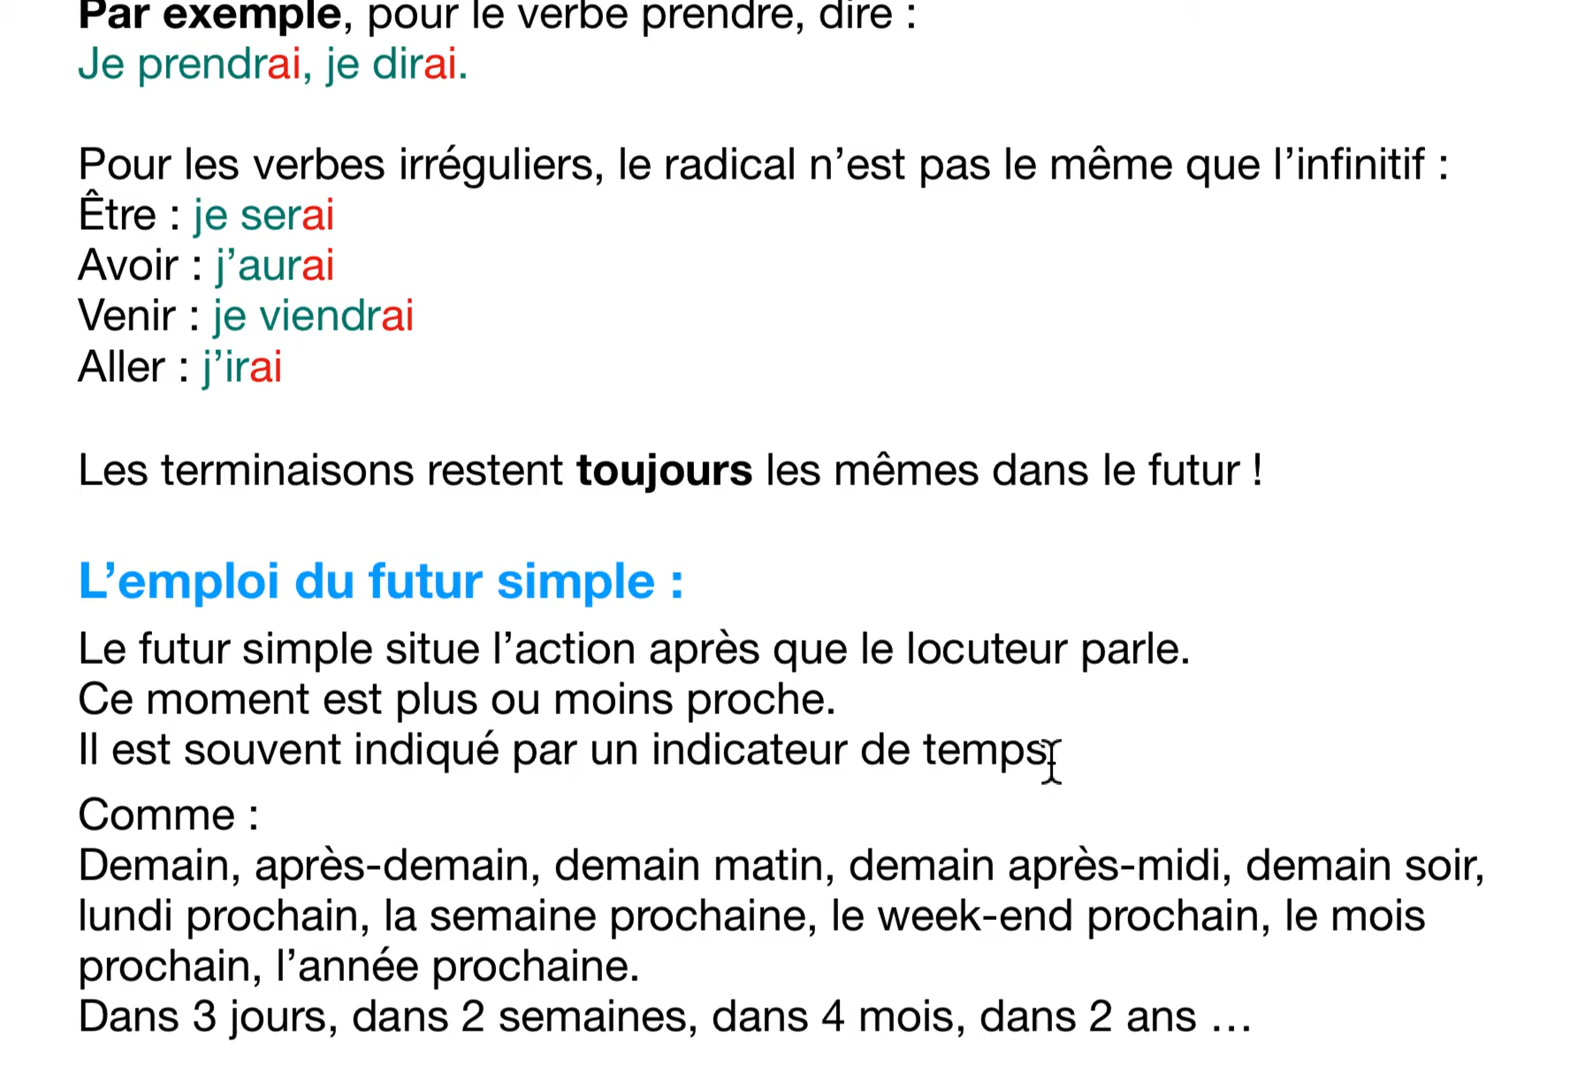 Par exemple, pour le verbe prendre, dire :
Je prendrai, je dirai.
Pour les verbes irréguliers, le radical n’est pas le même que l’infinitif :
Être : je serai
Avoir : j’aurai
Venir : je viendrai
Aller : j’irai
Les terminaisons restent toujours les mêmes dans le futur !
L’emploi du futur simple :
Le futur simple situe l’action après que le locuteur parle.
Ce moment est plus ou moins proche.
Il est souvent indiqué par un indicateur de temps
Comme :
Demain, après-demain, demain matin, demain après-midi, demain soir,
lundi prochain, la semaine prochaine, le week-end prochain, le mois
prochain, l’année prochaine.
Dans 3 jours, dans 2 semaines, dans 4 mois, dans 2 ans …